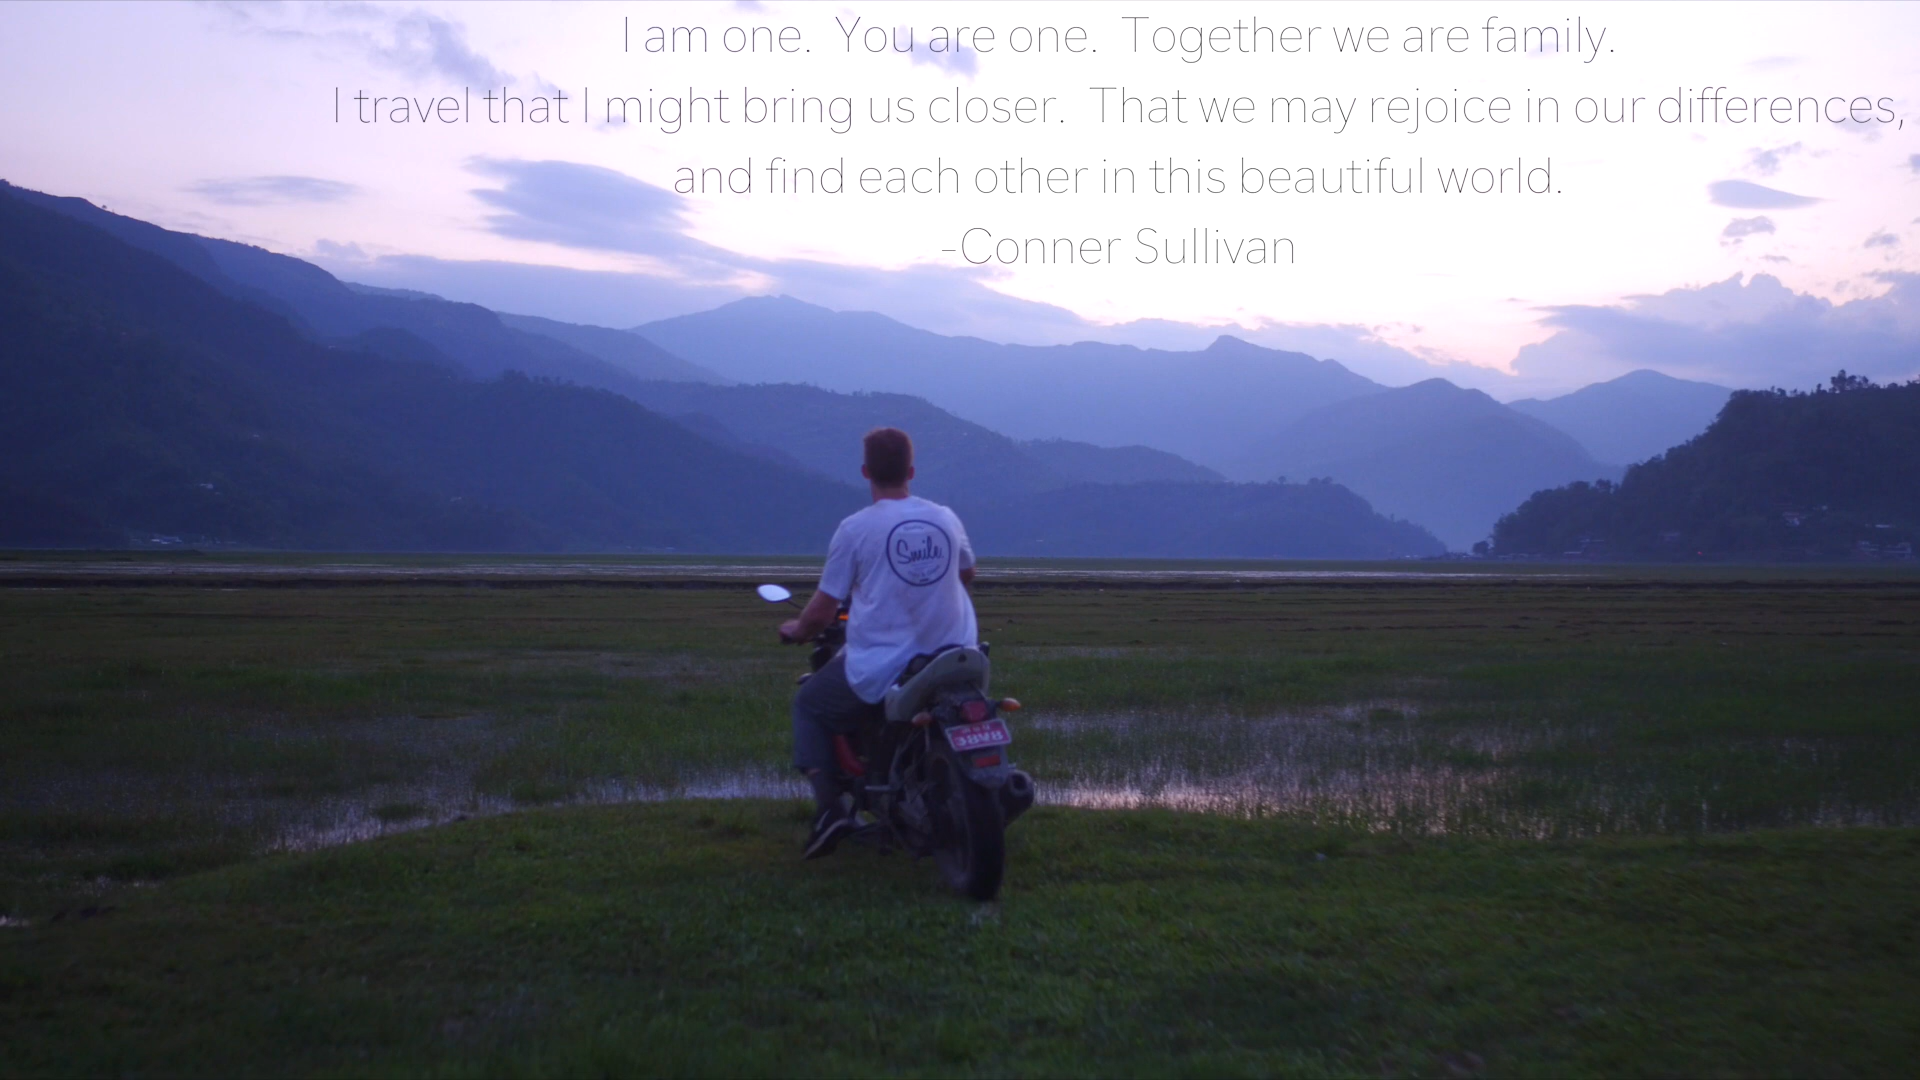 I am one. You are one. Together we are family.
I travel that I might bring us closer. That we may rejoice in our differences,
and find each other in this beautiful world.
-Conner Sullivan
Smile